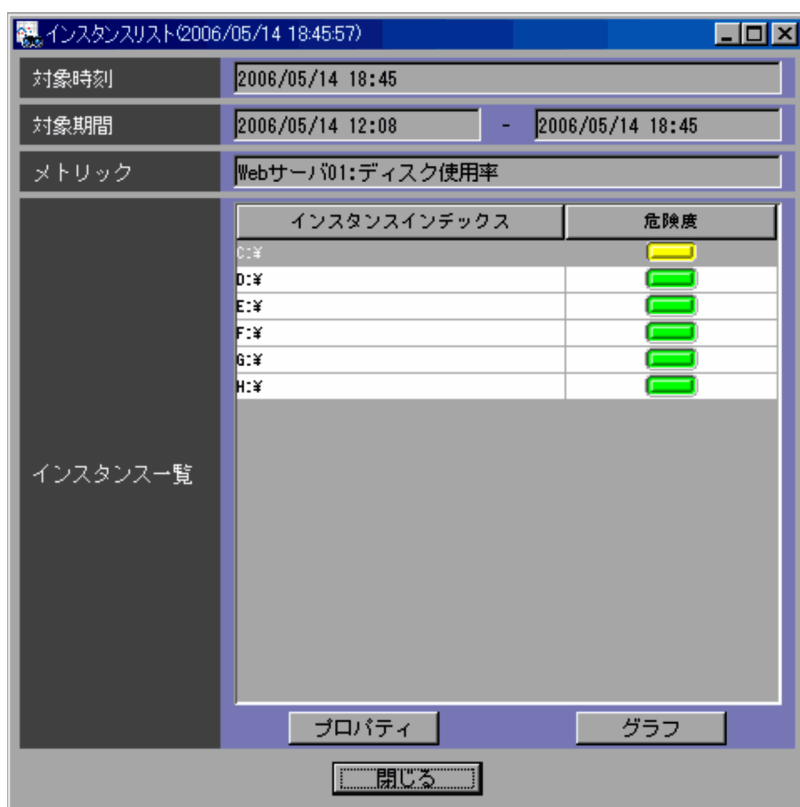 インスタンスリスト(2006/05/14 18:45:57)
対象時刻 2006/05/14 18:45
対象期間 2006/05/14 12:08 - 2006/05/14 18:45
メトリック Webサーバ01:ディスク使用率
インスタンスインデックス 危険度
C:¥
D:¥
E:¥
F:¥
G:¥
H:¥
インスタンス一覧
プロパティ グラフ
閉じる